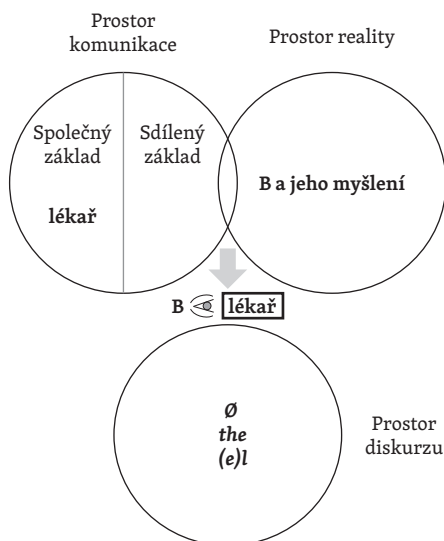 Prostor
komunikace
Prostor reality
Společný
základ
Sdílený
základ
lékař
B a jeho myšlení
B lékař
Ø
the
(e)l
Prostor
diskurzu